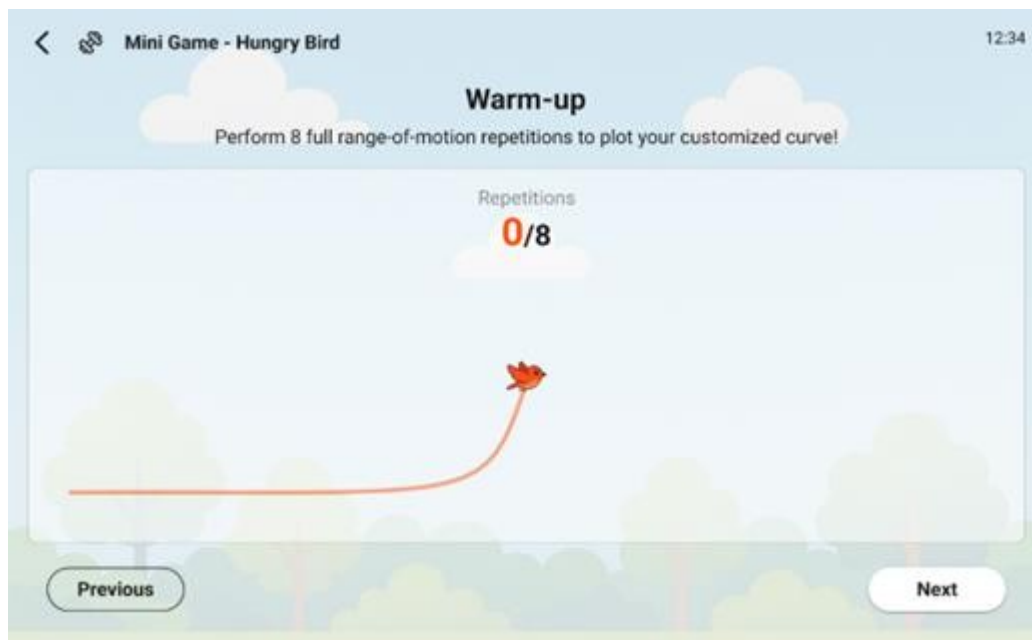 Mini Game - Hungry Bird
12:34
Warm-up
Perform 8 full range-of-motion repetitions to plot your customized curve!
Repetitions
0/8
Previous
Next